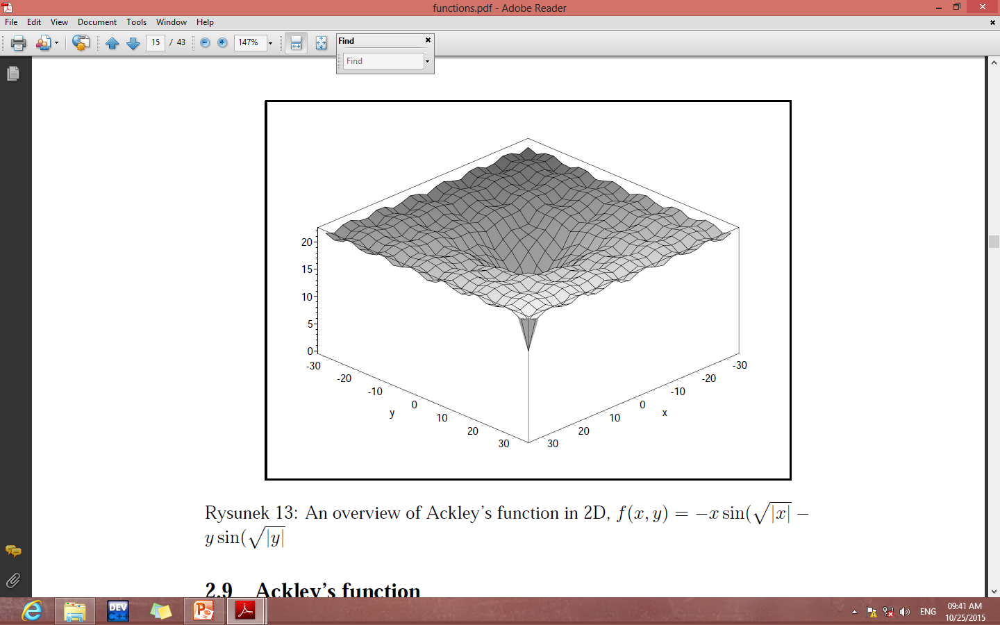 functions.pdf - Adobe Reader
File Edit View Document Tools Window Help
15 / 43 147%
Find
Find
20
15
10
5
0
-30 -30
-20 -20
-10 -10
0 0
y x
10 10
20 20
30 30
Rysunek 13: An overview of Ackley's function in 2D, f(x, y) = −x sin(√|x| −
y sin(√|y|
2.9 Ackley's function
DEV
C++
ENG
09:41 AM
10/25/2015